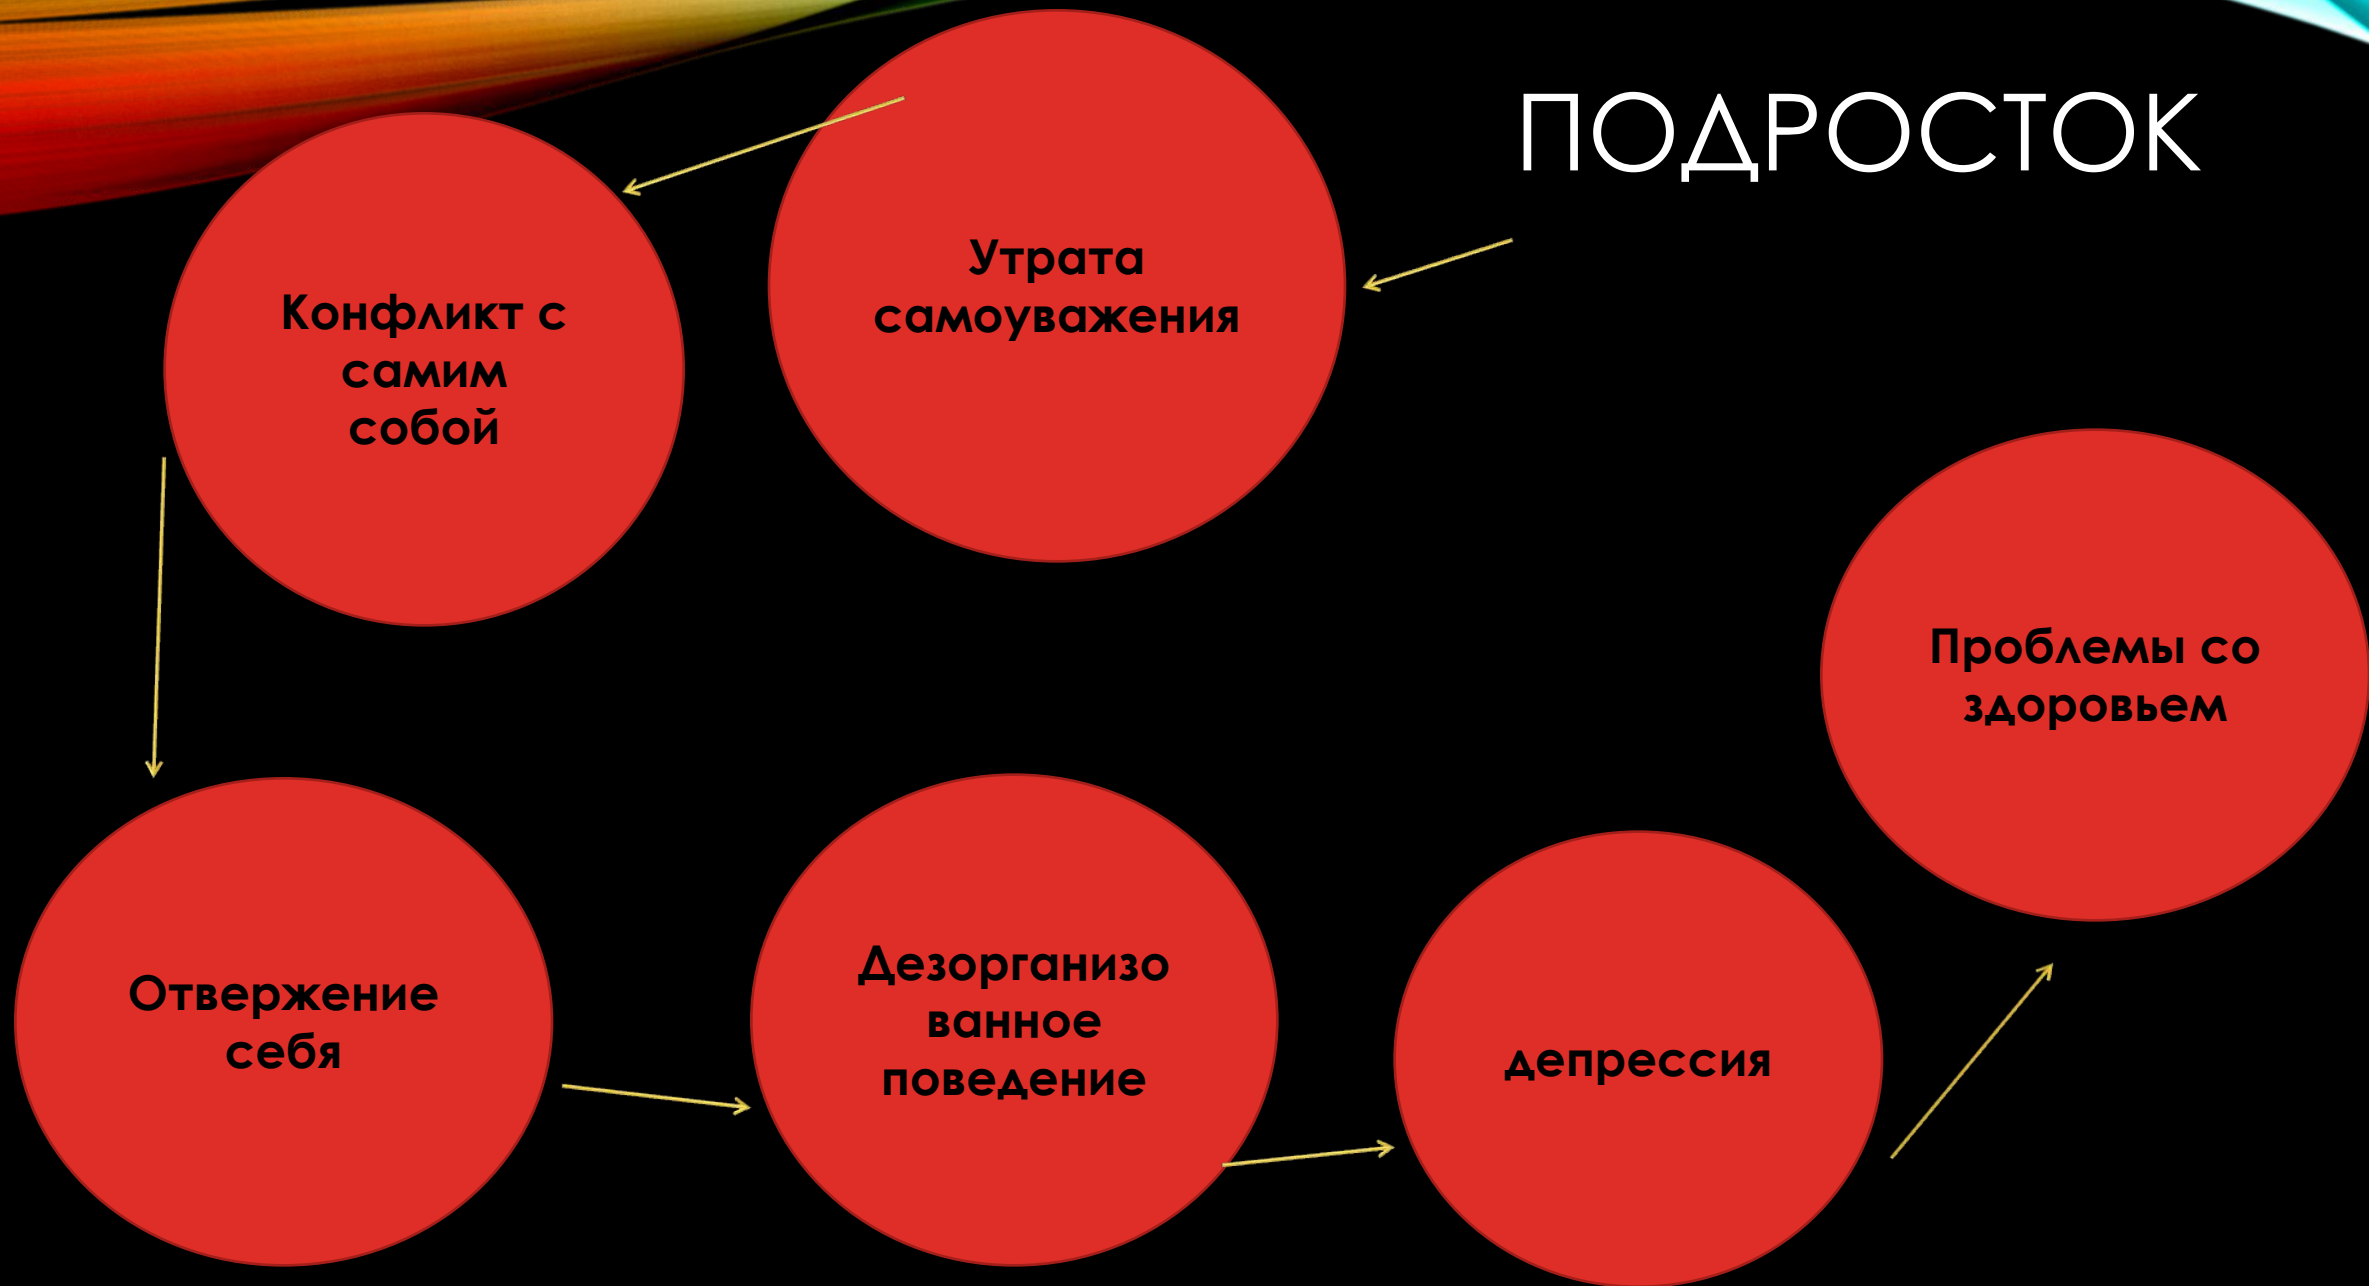 ПОДРОСТОК
Утрата
самоуважения
Конфликт с
самим
собой
Отвержение
себя
Дезорганизо
ванное
поведение
депрессия
Проблемы со
здоровьем